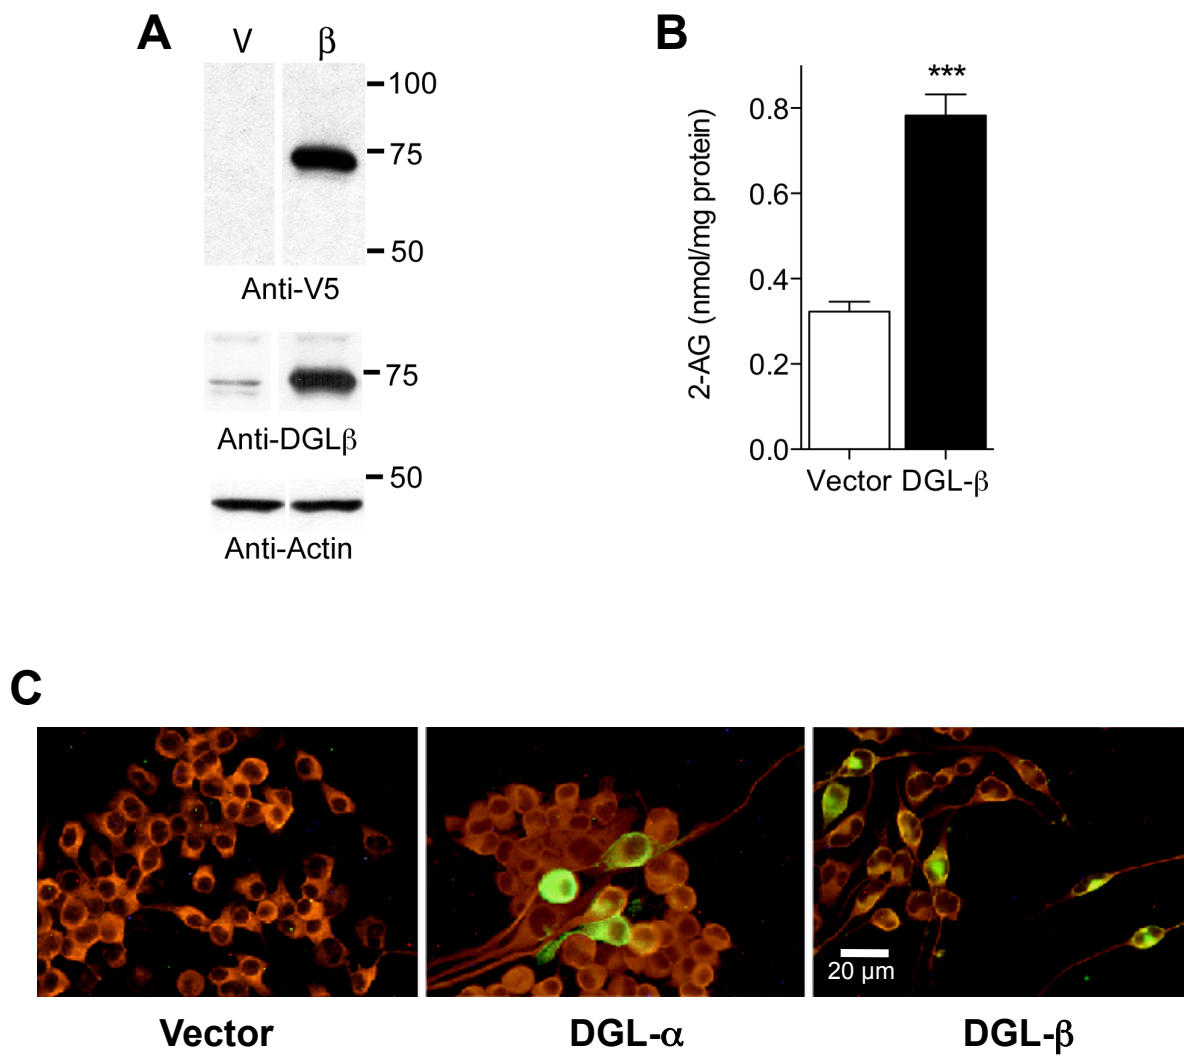 A
V β
100
75
50
Anti-V5
75
Anti-DGLβ
50
Anti-Actin
B
***
2-AG (nmol/mg protein)
0.8
0.6
0.4
0.2
0.0
Vector DGL-β
C
20 µm
Vector DGL-α DGL-β